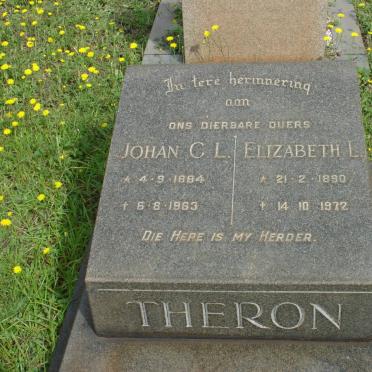 In tere herinnering
aan
ONS DIERBARE OUERS
JOHAN C L. ELIZABETH L.
* 4-9-1884 * 21-2-1890
† 6-8-1963 † 14 10. 1972
DIE HERE IS MY HERDER.
THERON